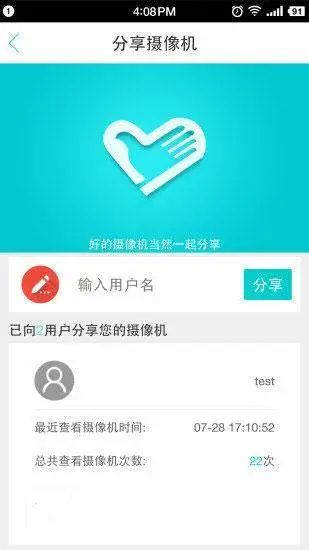 1 4:08PM 91
分享摄像机
好的摄像机当然一起分享
输入用户名 分享
已向2用户分享您的摄像机
test
最近查看摄像机时间: 07-28 17:10:52
总共查看摄像机次数: 22次